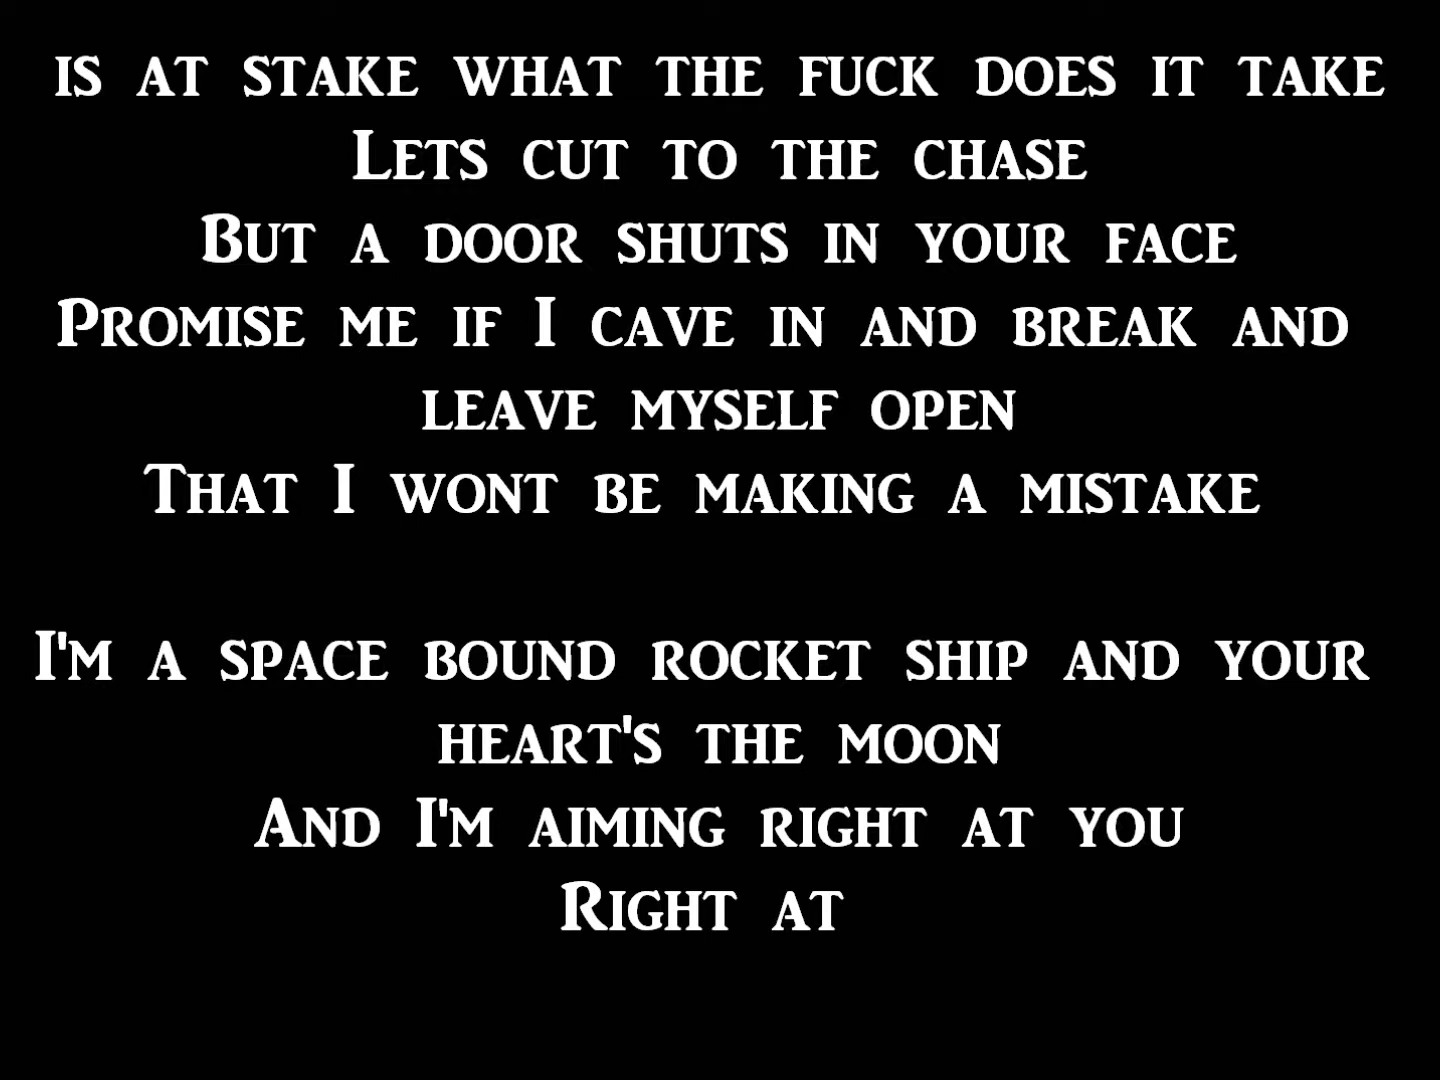 is at stake what the fuck does it take
Lets cut to the chase
But a door shuts in your face
Promise me if I cave in and break and
leave myself open
That I wont be making a mistake
I'm a space bound rocket ship and your
heart's the moon
And I'm aiming right at you
Right at